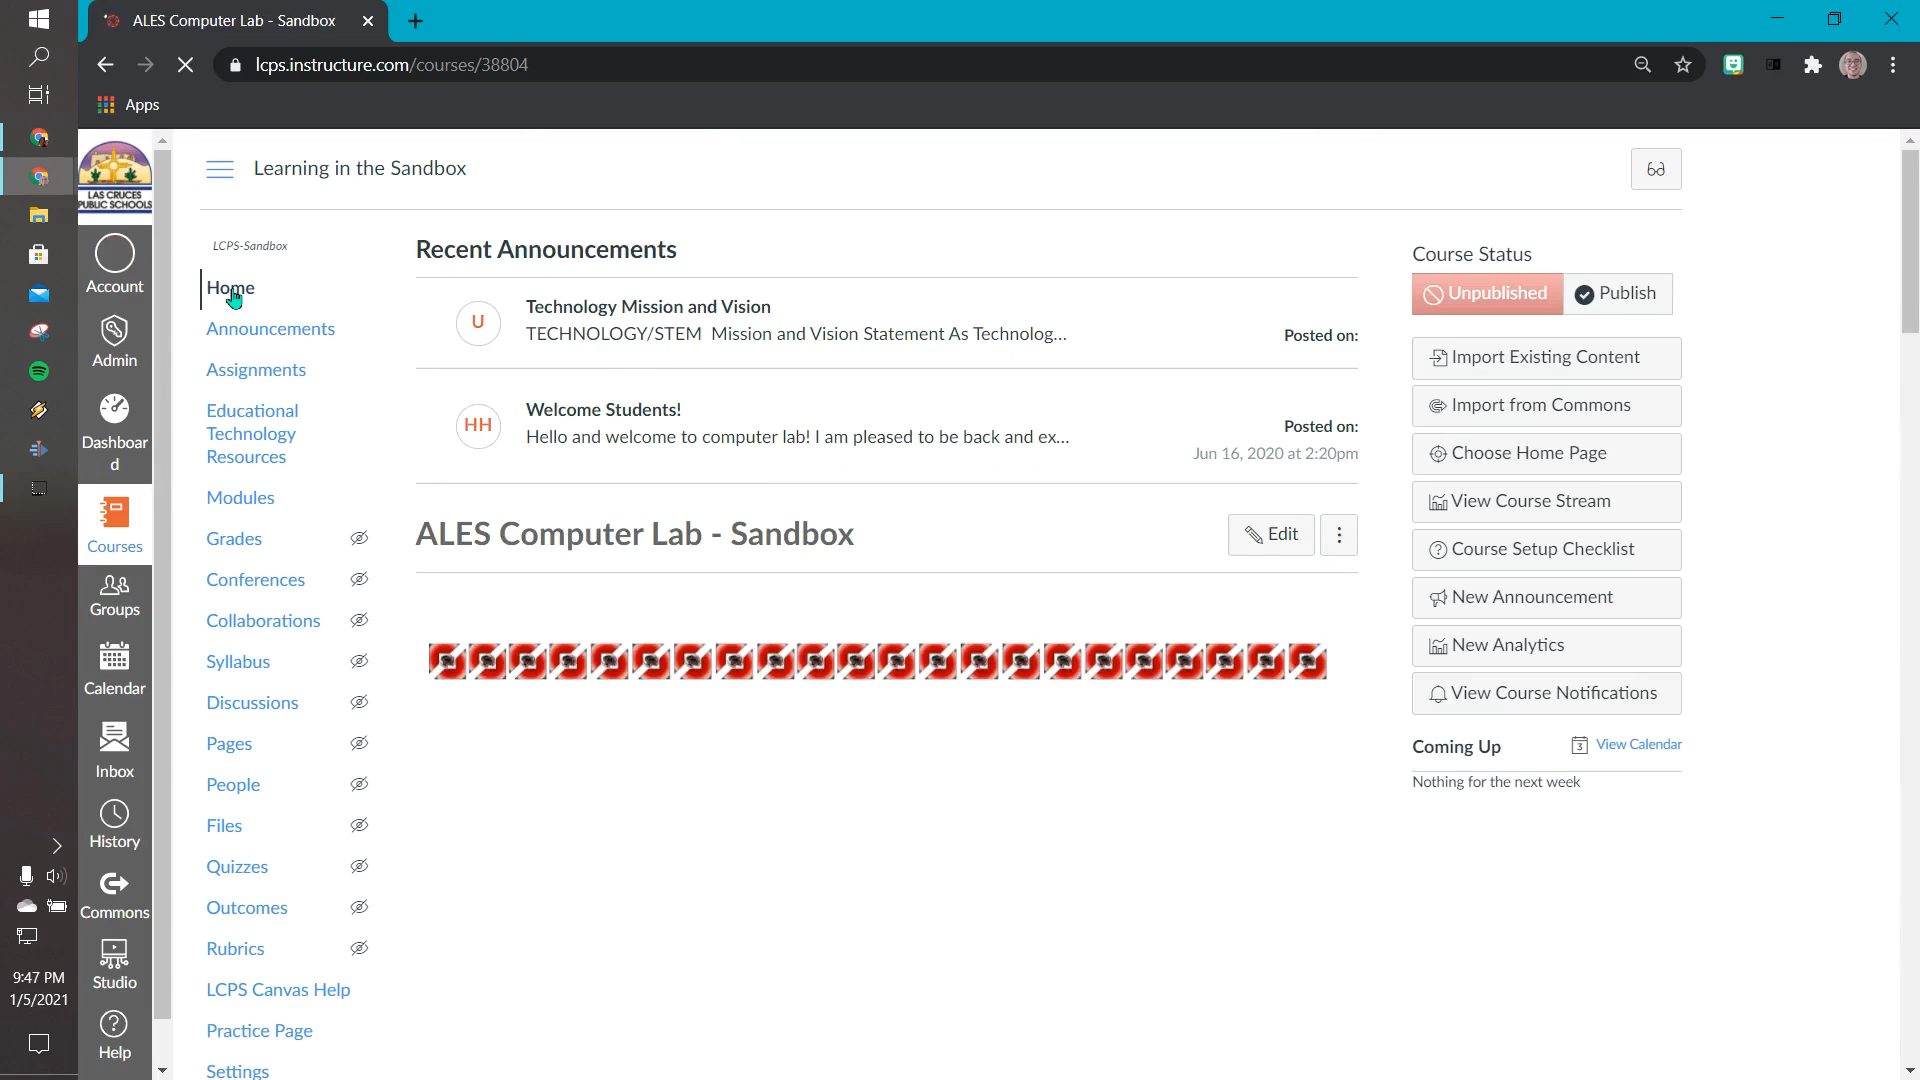 ALES Computer Lab - Sandbox
lcps.instructure.com/courses/38804
Apps
LAS CRUCES
PUBLIC SCHOOLS
Learning in the Sandbox
Account
Admin
Dashboar
d
Courses
Groups
Calendar
Inbox
History
Commons
Studio
Help
9:47 PM
1/5/2021
LCPS-Sandbox
Home
Announcements
Assignments
Educational
Technology
Resources
Modules
Grades
Conferences
Collaborations
Syllabus
Discussions
Pages
People
Files
Quizzes
Outcomes
Rubrics
LCPS Canvas Help
Practice Page
Settings
Recent Announcements
U
Technology Mission and Vision
TECHNOLOGY/STEM Mission and Vision Statement As Technolog...
Posted on:
HH
Welcome Students!
Hello and welcome to computer lab! I am pleased to be back and ex...
Posted on:
Jun 16, 2020 at 2:20pm
ALES Computer Lab - Sandbox
Edit
Course Status
Unpublished
Publish
Import Existing Content
Import from Commons
Choose Home Page
View Course Stream
Course Setup Checklist
New Announcement
New Analytics
View Course Notifications
Coming Up
3
View Calendar
Nothing for the next week